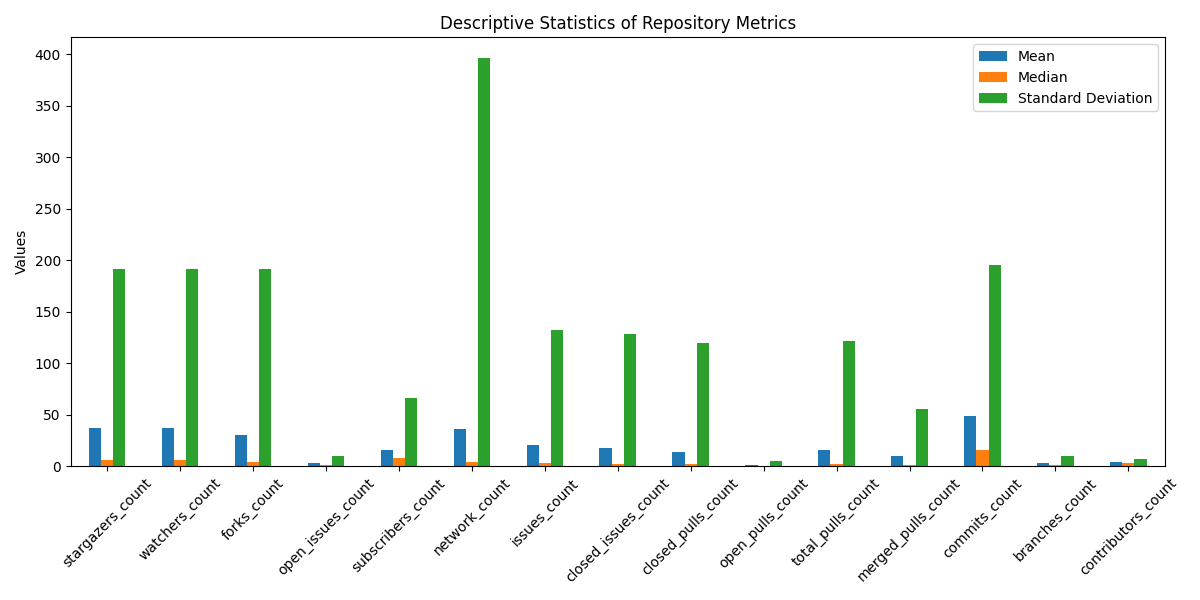 Descriptive Statistics of Repository Metrics
Mean
Median
Standard Deviation
Values
400
350
300
250
200
150
100
50
0
stargazers_count
watchers_count
forks_count
open_issues_count
subscribers_count
network_count
issues_count
closed_issues_count
closed_pulls_count
open_pulls_count
total_pulls_count
merged_pulls_count
commits_count
branches_count
contributors_count